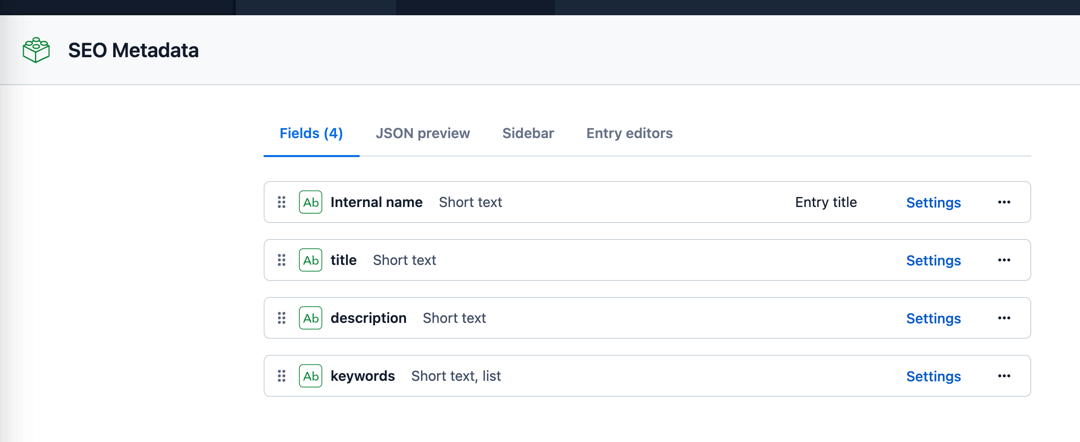 SEO Metadata
Fields (4) JSON preview Sidebar Entry editors
Ab Internal name Short text Entry title Settings
Ab title Short text Settings
Ab description Short text Settings
Ab keywords Short text, list Settings